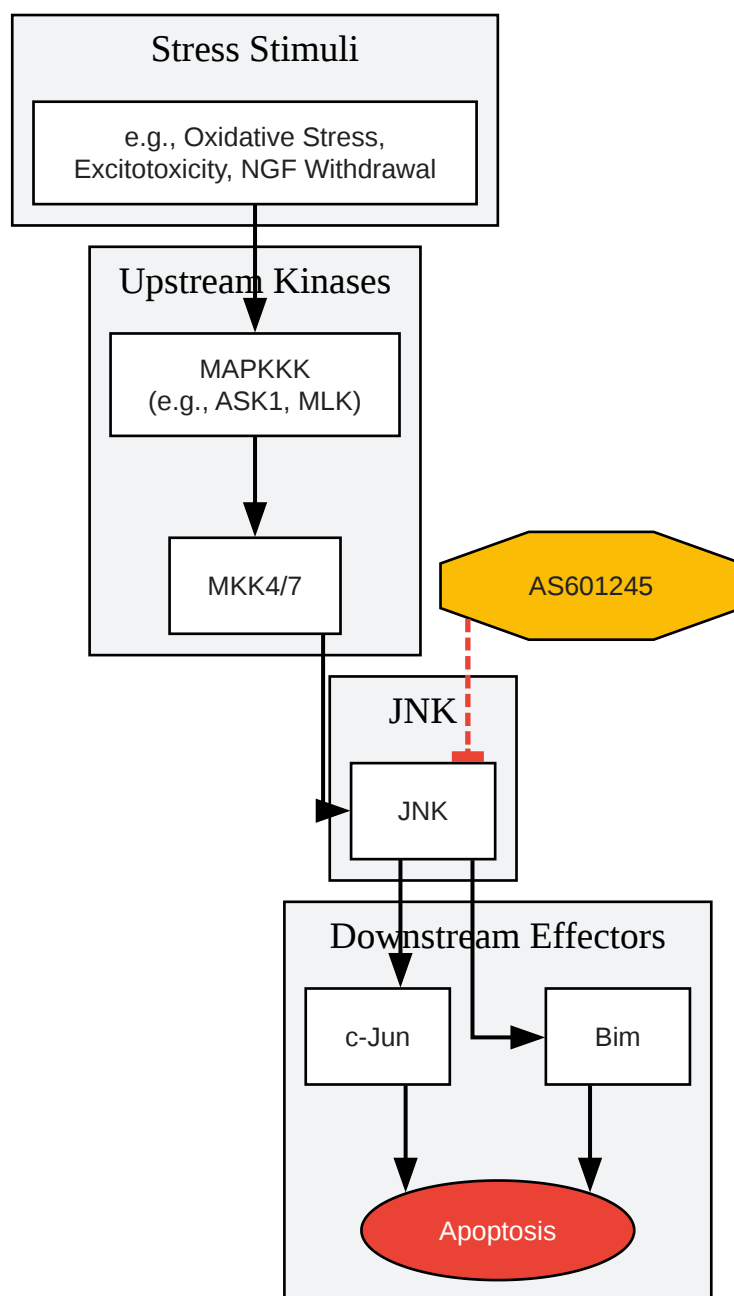 Stress Stimuli
e.g., Oxidative Stress,
Excitotoxicity, NGF Withdrawal
Upstream Kinases
MAPKKK
(e.g., ASK1, MLK)
MKK4/7
AS601245
JNK
JNK
Downstream Effectors
c-Jun
Bim
Apoptosis